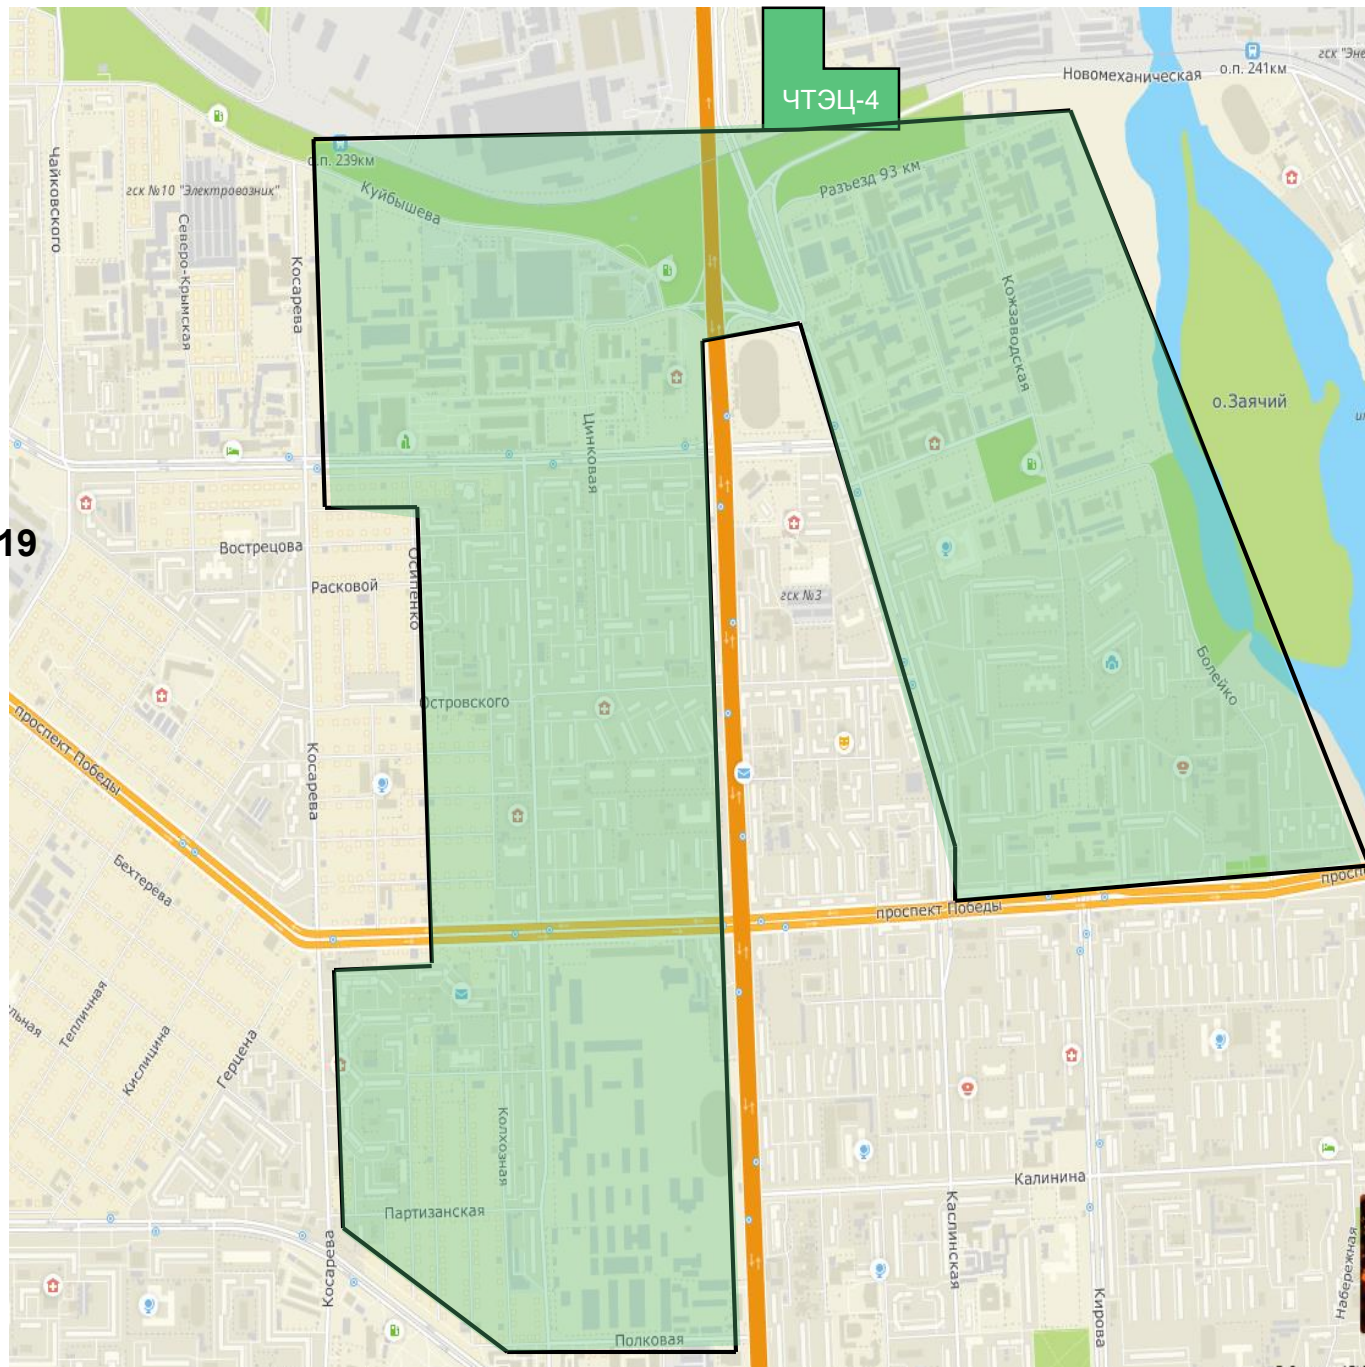 ЧТЭЦ-4
гск "Эне
о.п. 241км
Новомеханическая
Чайковского
о.п. 239км
гск №10 "Электровозник"
Куйбышева
Разъезд 93 км
Северо-Крымская
Косарева
Кожзаводская
о.Заячий
Цинковая
19
Вострецова
Расковой
Осипенко
гск №3
Островского
Болейко
проспект Победы
Косарева
Бехтерева
проспект Победы
просп
Тепличная
льная
Кислицина
Герцена
Колхозная
Партизанская
Калинина
Каслинская
Косарева
Кирова
Набережная
Полковая